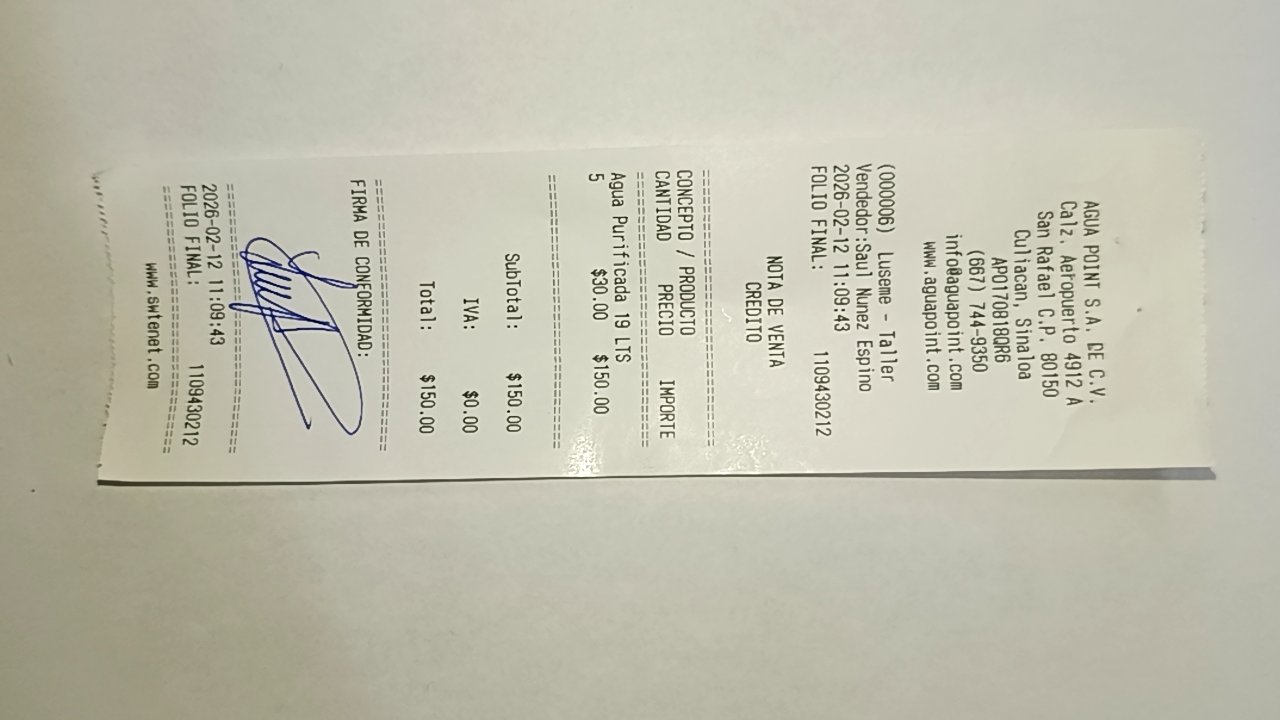 AGUA POINT S.A. DE C.V.
Calz. Aeropuerto 4912 A
San Rafael C.P. 80150
Culiacan, Sinaloa
APO170818QR6
(667) 744-9350
info@aguapoint.com
www.aguapoint.com
(000006) Luseme - Taller
Vendedor:Saul Nunez Espino
2026-02-12 11:09:43
FOLIO FINAL: 1109430212
NOTA DE VENTA
CREDITO
==============================
CONCEPTO / PRODUCTO
CANTIDAD PRECIO IMPORTE
==============================
Agua Purificada 19 LTS
5 $30.00 $150.00
==============================
SubTotal: $150.00
IVA: $0.00
Total: $150.00
==============================
FIRMA DE CONFORMIDAD:
==============================
2026-02-12 11:09:43
FOLIO FINAL: 1109430212
==============================
www.swtenet.com